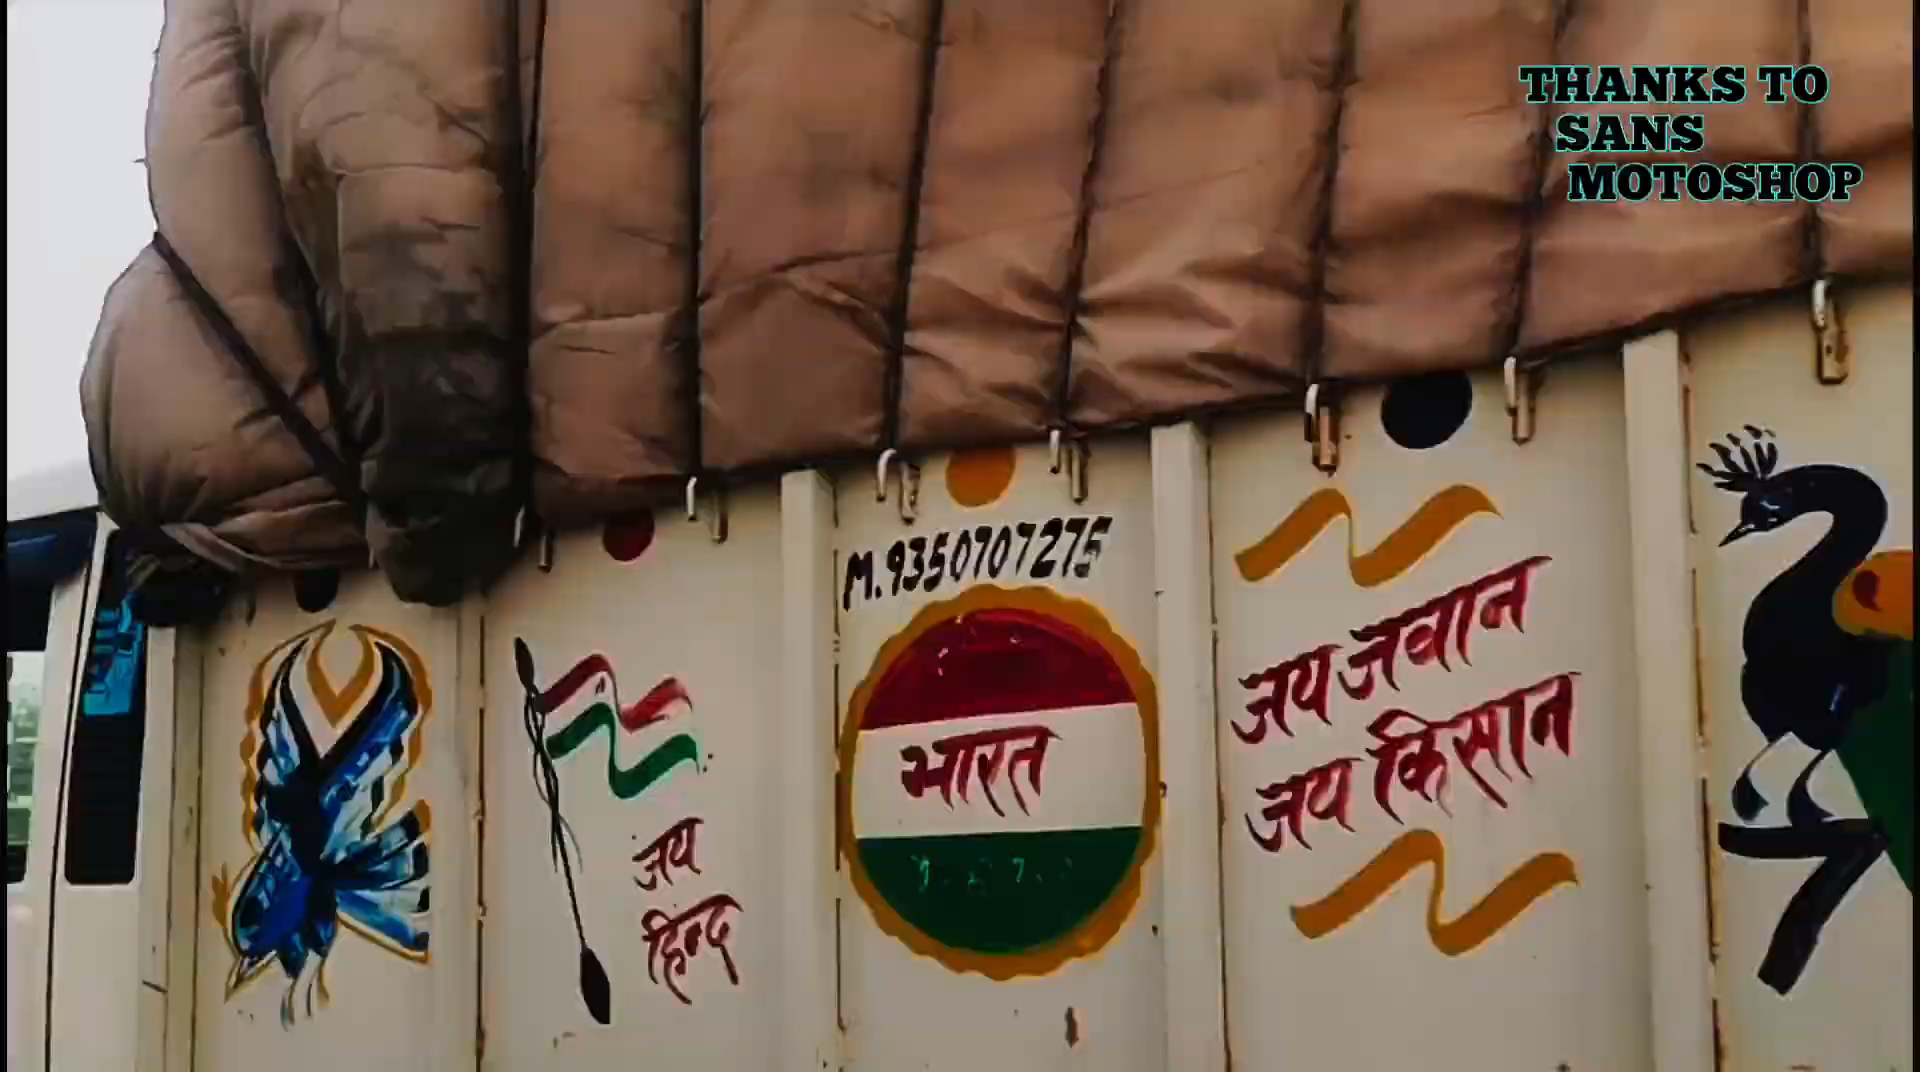 THANKS TO
SANS
MOTOSHOP
M.9350707275
भारत
जय
हिन्द
जय जवान
जय किसान